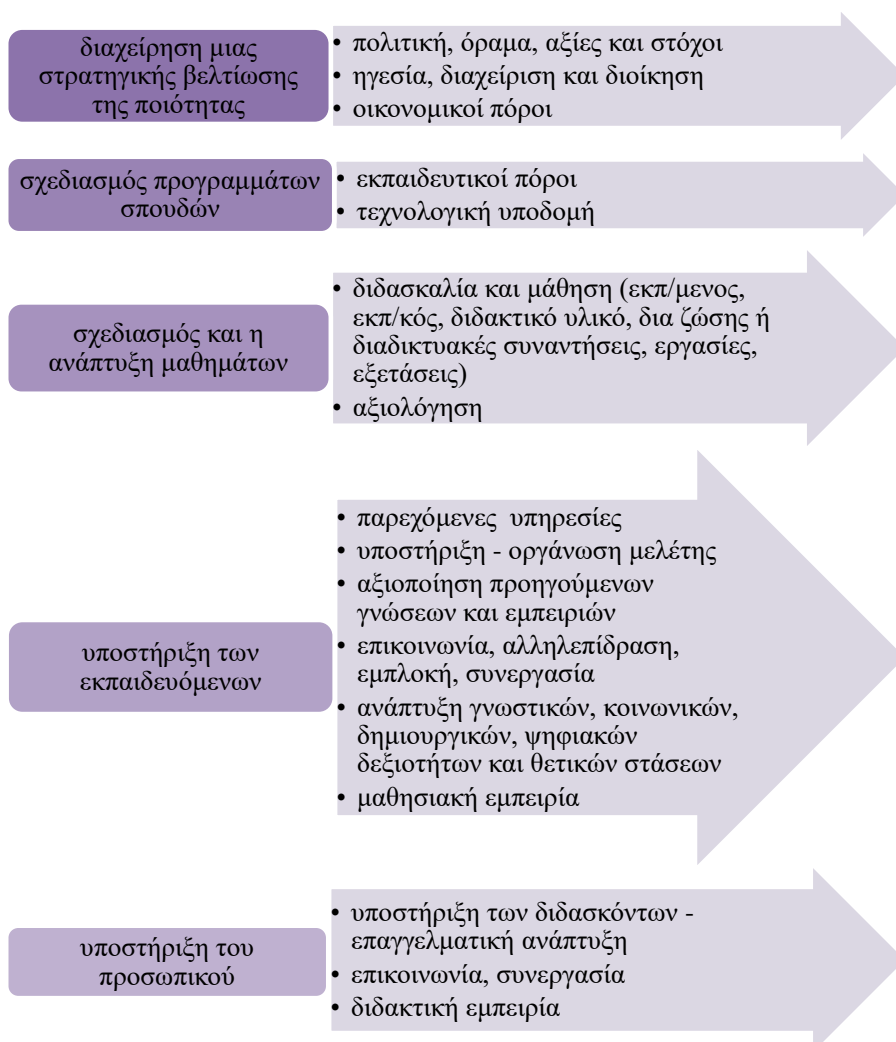 διαχείρηση μιας
στρατηγικής βελτίωσης
της ποιότητας
• πολιτική, όραμα, αξίες και στόχοι
• ηγεσία, διαχείριση και διοίκηση
• οικονομικοί πόροι
σχεδιασμός προγραμμάτων
σπουδών
• εκπαιδευτικοί πόροι
• τεχνολογική υποδομή
σχεδιασμός και η
ανάπτυξη μαθημάτων
• διδασκαλία και μάθηση (εκπ/μενος,
εκπ/κός, διδακτικό υλικό, δια ζώσης ή
διαδικτυακές συναντήσεις, εργασίες,
εξετάσεις)
• αξιολόγηση
υποστήριξη των
εκπαιδευόμενων
• παρεχόμενες υπηρεσίες
• υποστήριξη - οργάνωση μελέτης
• αξιοποίηση προηγούμενων
γνώσεων και εμπειριών
• επικοινωνία, αλληλεπίδραση,
εμπλοκή, συνεργασία
• ανάπτυξη γνωστικών, κοινωνικών,
δημιουργικών, ψηφιακών
δεξιοτήτων και θετικών στάσεων
• μαθησιακή εμπειρία
υποστήριξη του
προσωπικού
• υποστήριξη των διδασκόντων -
επαγγελματική ανάπτυξη
• επικοινωνία, συνεργασία
• διδακτική εμπειρία